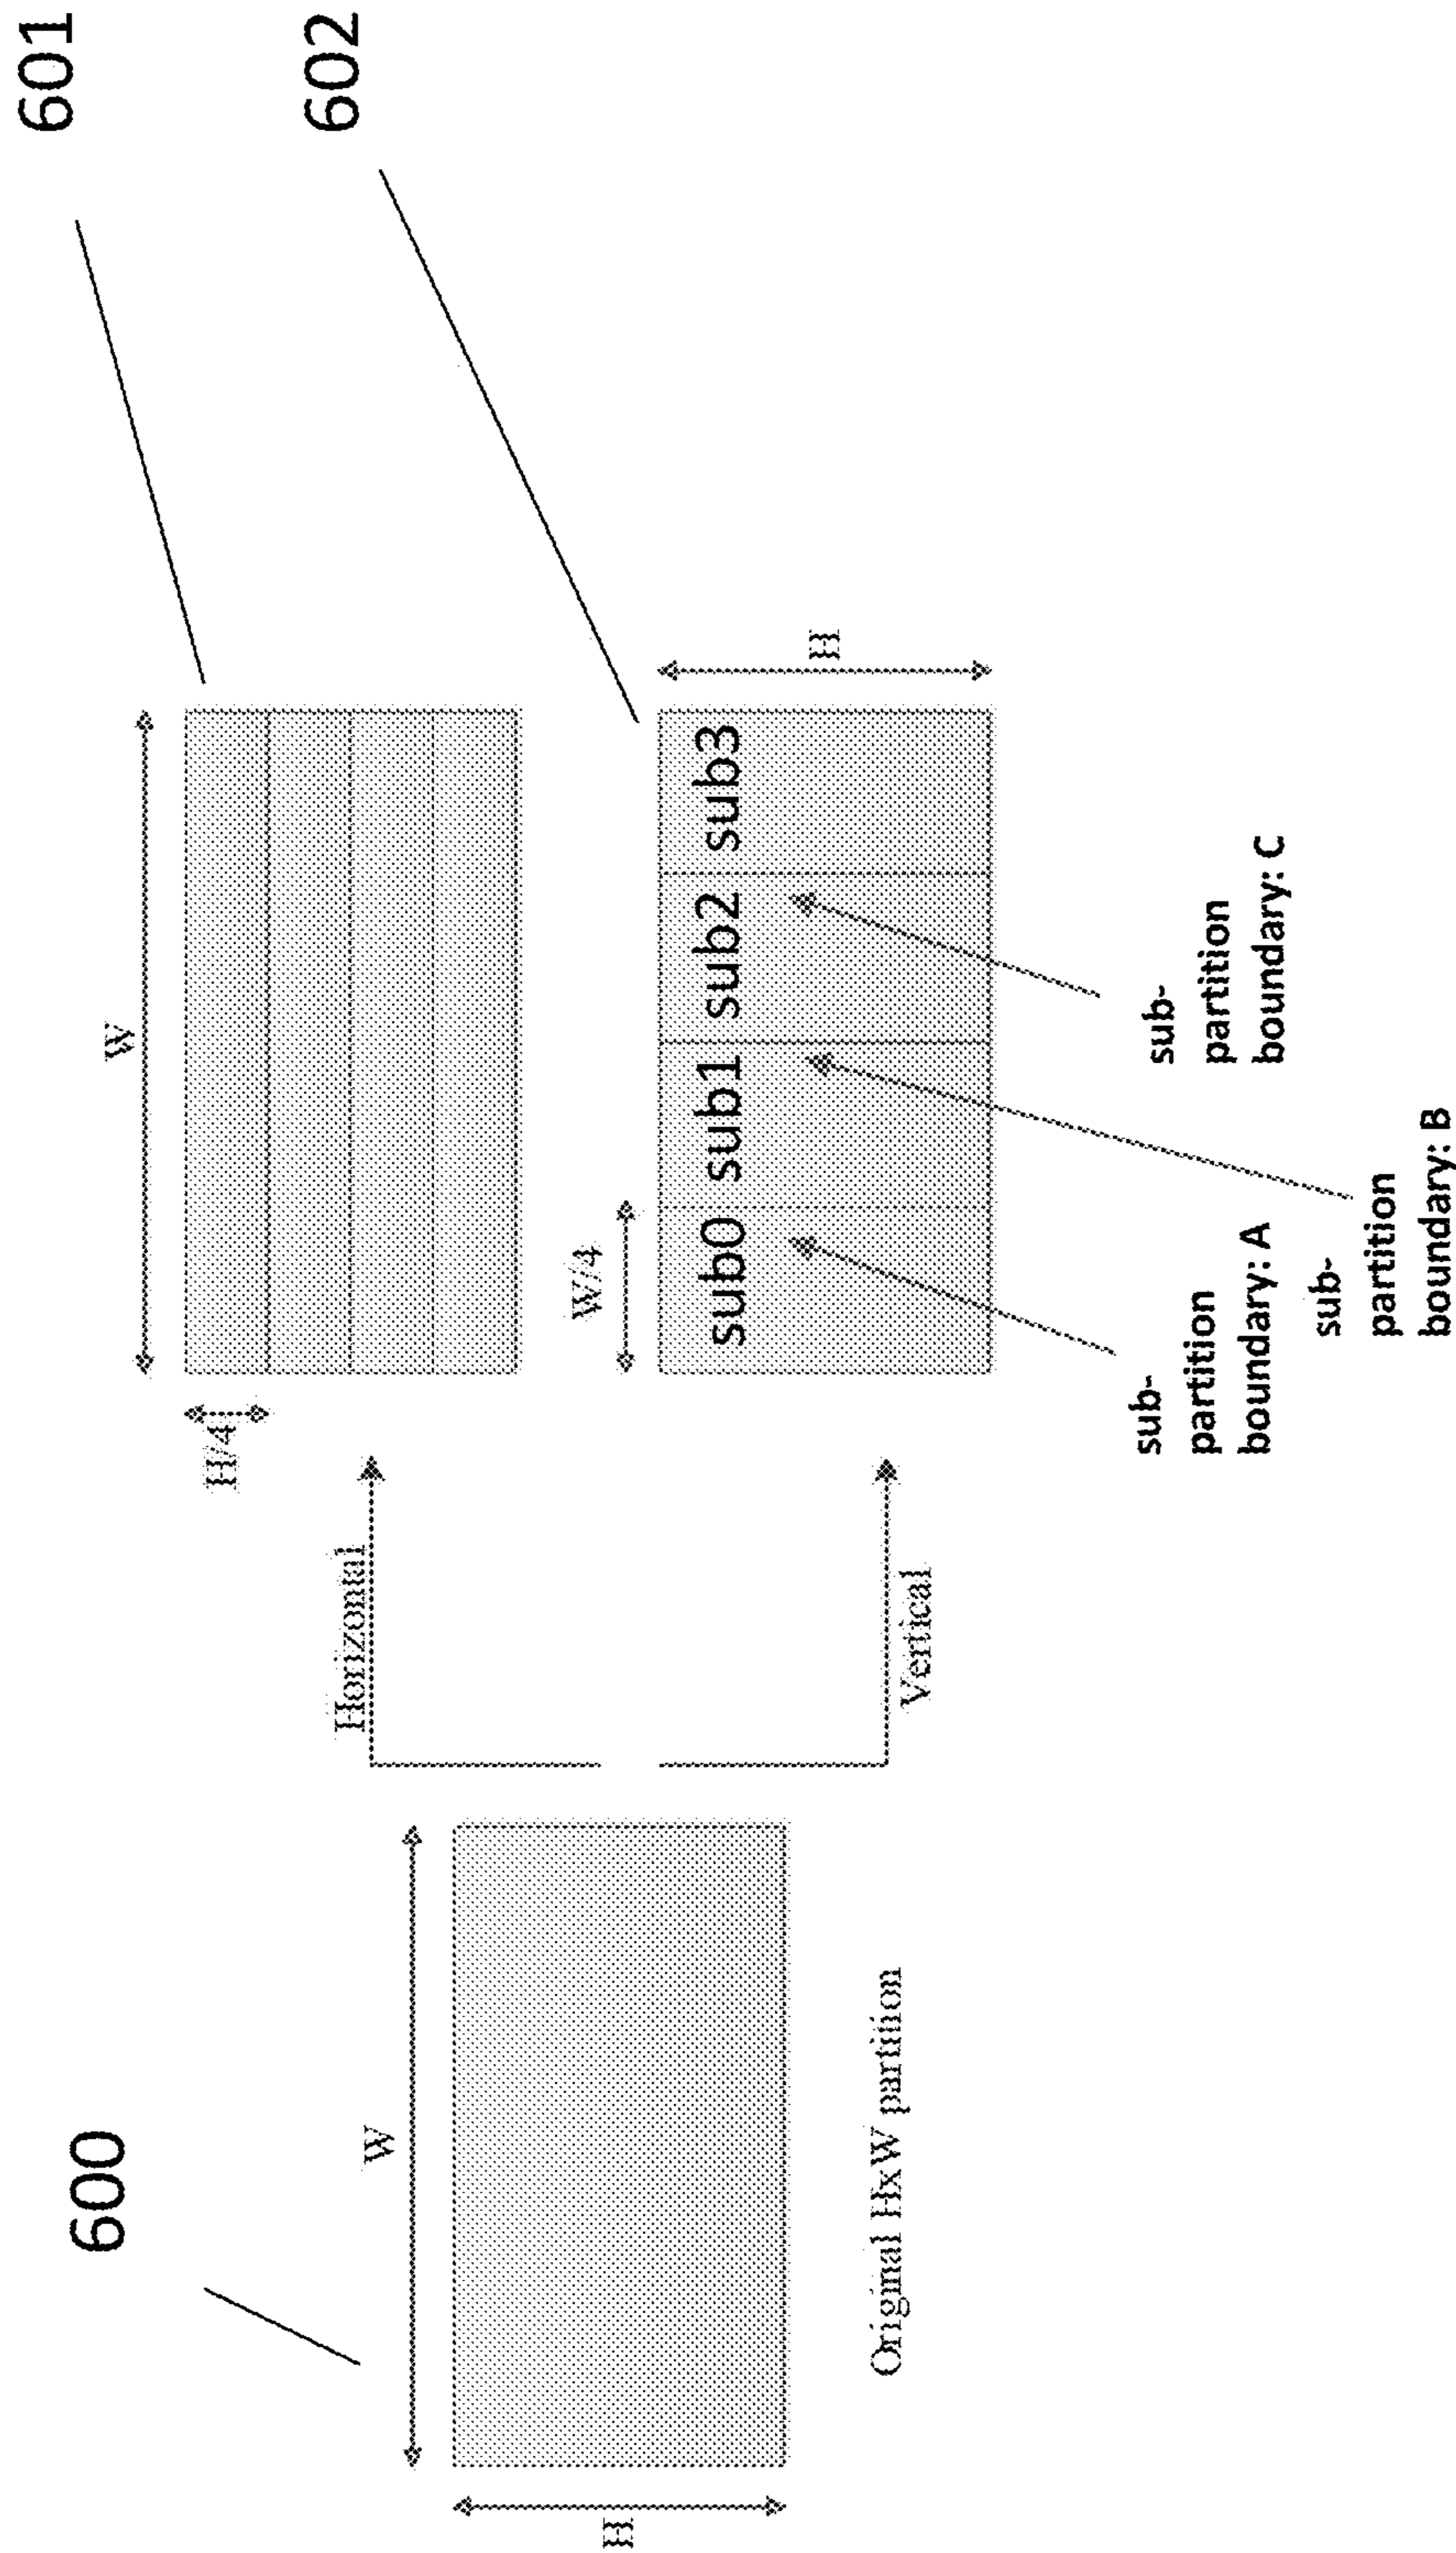 600
601
602
W
H
Original HxW partition
Horizontal
Vertical
W
H/4
W/4
sub0 sub1 sub2 sub3
H
sub-
partition
boundary: A
sub-
partition
boundary: B
sub-
partition
boundary: C